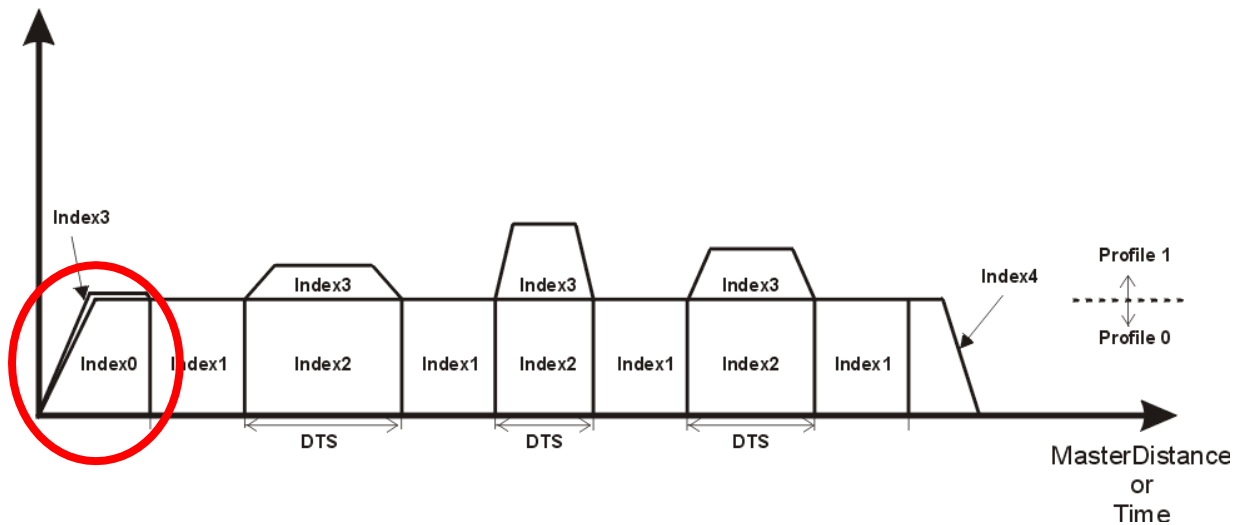 Index3
Index3
Index3
Index3
Index4
Profile 1
Profile 0
Index0
Index1
Index2
Index1
Index2
Index1
Index2
Index1
DTS
DTS
DTS
MasterDistance
or
Time